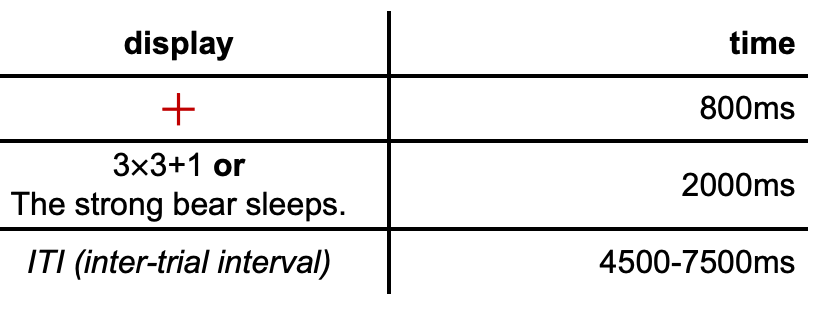 display time
+ 800ms
3×3+1 or
The strong bear sleeps.
2000ms
ITI (inter-trial interval) 4500-7500ms